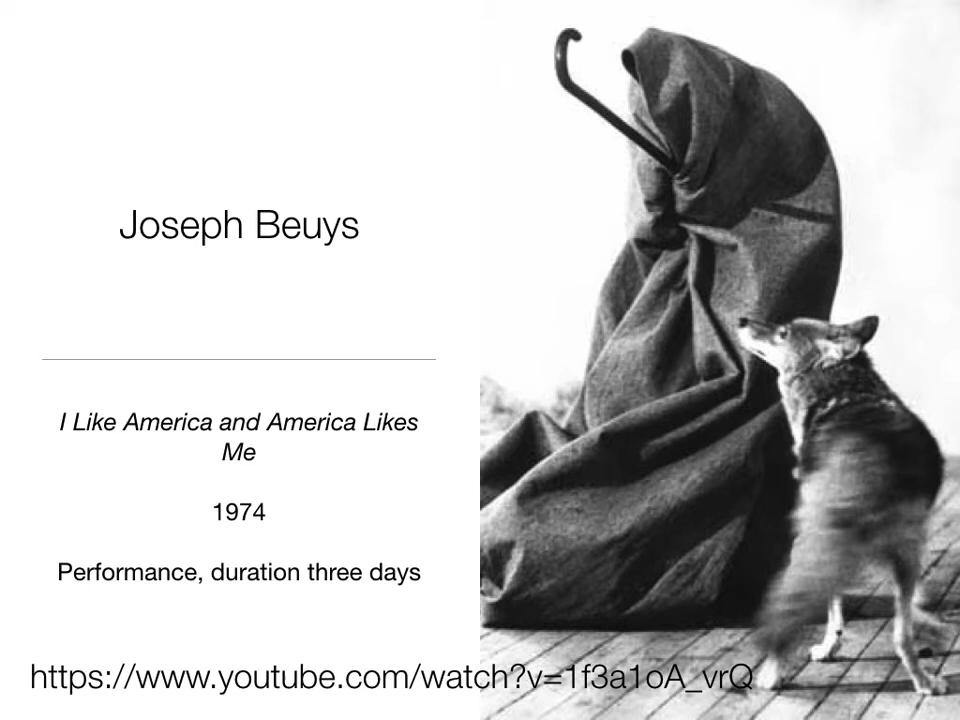 Joseph Beuys
I Like America and America Likes
Me
1974
Performance, duration three days
https://www.youtube.com/watch?v=1f3a1oA_vrQ